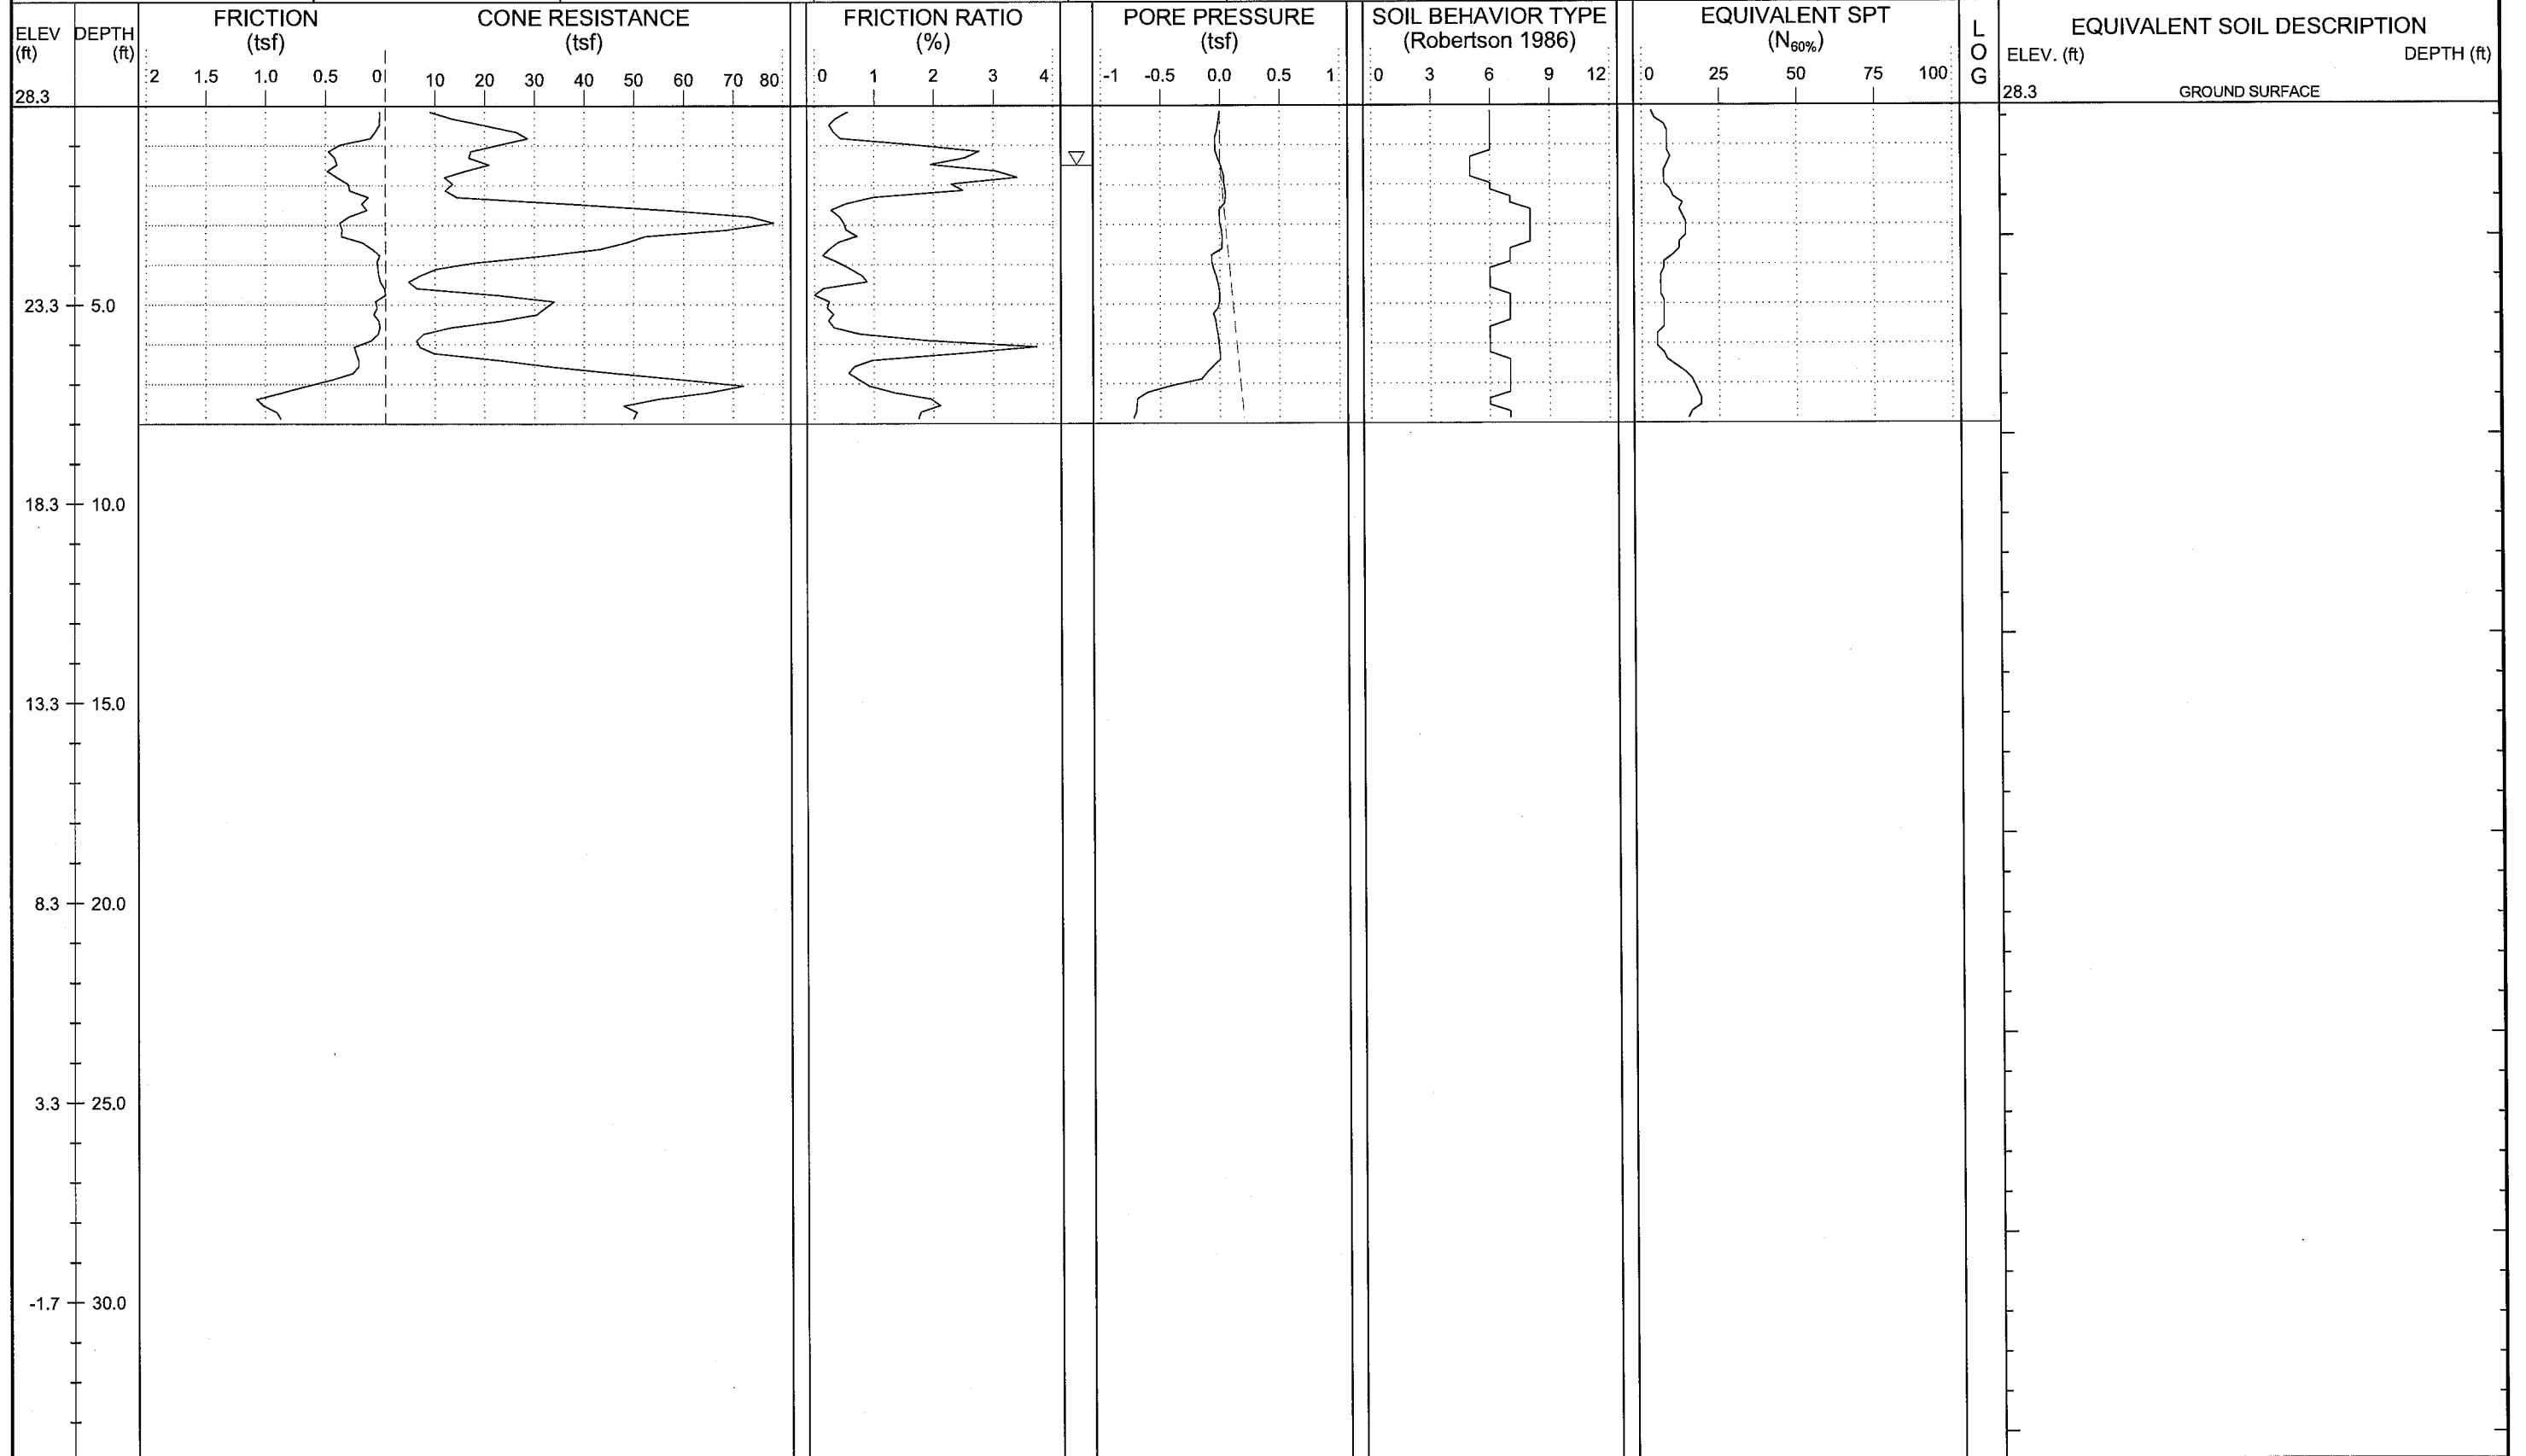 ELEV (ft)
DEPTH (ft)
FRICTION (tsf)
CONE RESISTANCE (tsf)
FRICTION RATIO (%)
PORE PRESSURE (tsf)
SOIL BEHAVIOR TYPE (Robertson 1986)
EQUIVALENT SPT (N60%)
LOG
EQUIVALENT SOIL DESCRIPTION
ELEV. (ft) DEPTH (ft)
2 1.5 1.0 0.5 0 10 20 30 40 50 60 70 80
0 1 2 3 4
-1 -0.5 0.0 0.5 1
0 3 6 9 12
0 25 50 75 100
28.3
28.3 GROUND SURFACE
23.3 5.0
18.3 10.0
13.3 15.0
8.3 20.0
3.3 25.0
-1.7 30.0